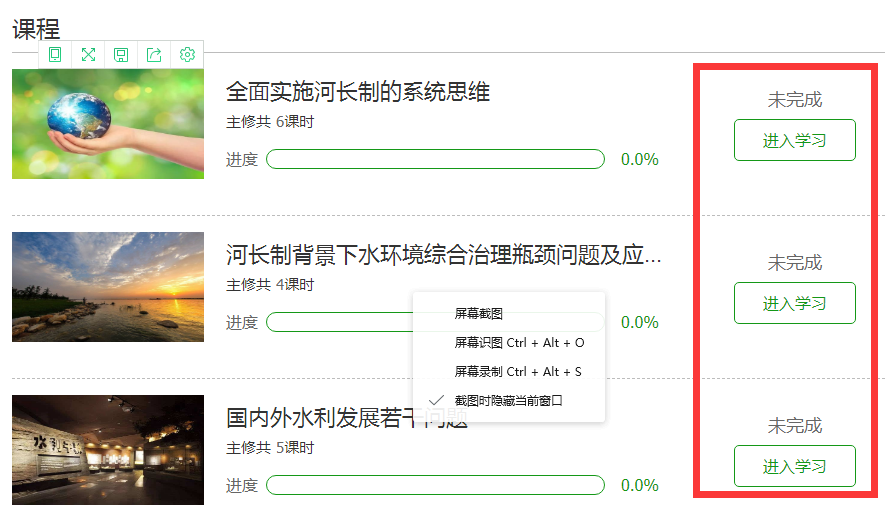 课程
全面实施河长制的系统思维
主修共 6课时
进度
0.0%
未完成
进入学习
河长制背景下水环境综合治理瓶颈问题及应...
主修共 4课时
进度
0.0%
未完成
进入学习
屏幕截图
屏幕识图 Ctrl + Alt + O
屏幕录制 Ctrl + Alt + S
截图时隐藏当前窗口
国内外水利发展若干问题
主修共 5课时
进度
0.0%
未完成
进入学习